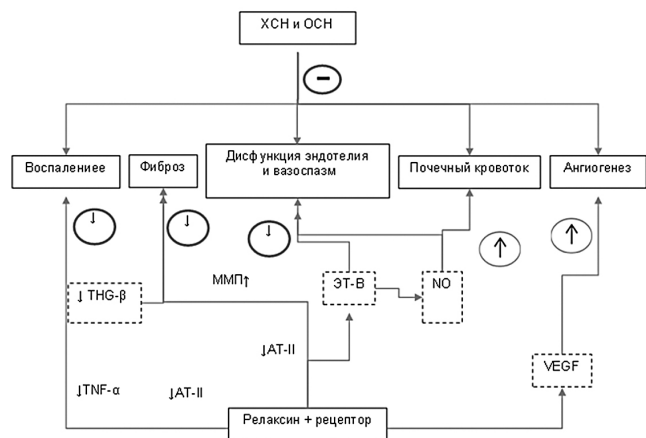 ХСН и ОСН
−
Воспалениее
Фиброз
Дисфункция эндотелия
и вазоспазм
Почечный кровоток
Ангиогенез
↓
↓
↓
↑
↑
↓THG-β
ММП↑
ЭТ-В
NO
↓AT-II
VEGF
↓TNF-α
↓AT-II
Релаксин + рецептор